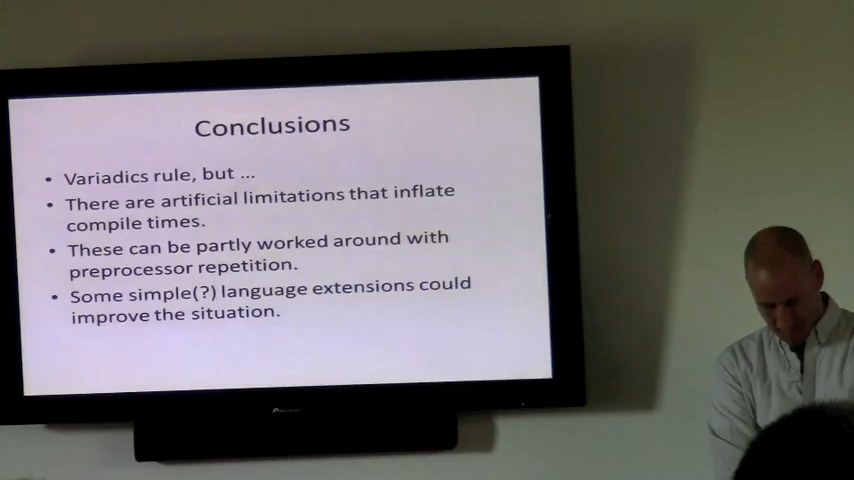 Conclusions
• Variadics rule, but ...
• There are artificial limitations that inflate
compile times.
• These can be partly worked around with
preprocessor repetition.
• Some simple(?) language extensions could
improve the situation.